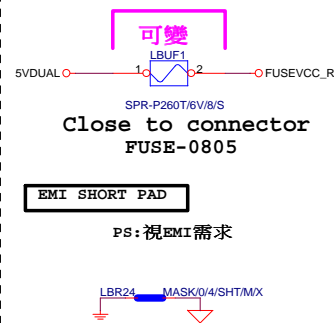 可變
LBUF1
5VDUAL 1 2 FUSEVCC_R
SPR-P260T/6V/8/S
Close to connector
FUSE-0805
EMI SHORT PAD
PS:視EMI需求
LBR24 MASK/0/4/SHT/M/X